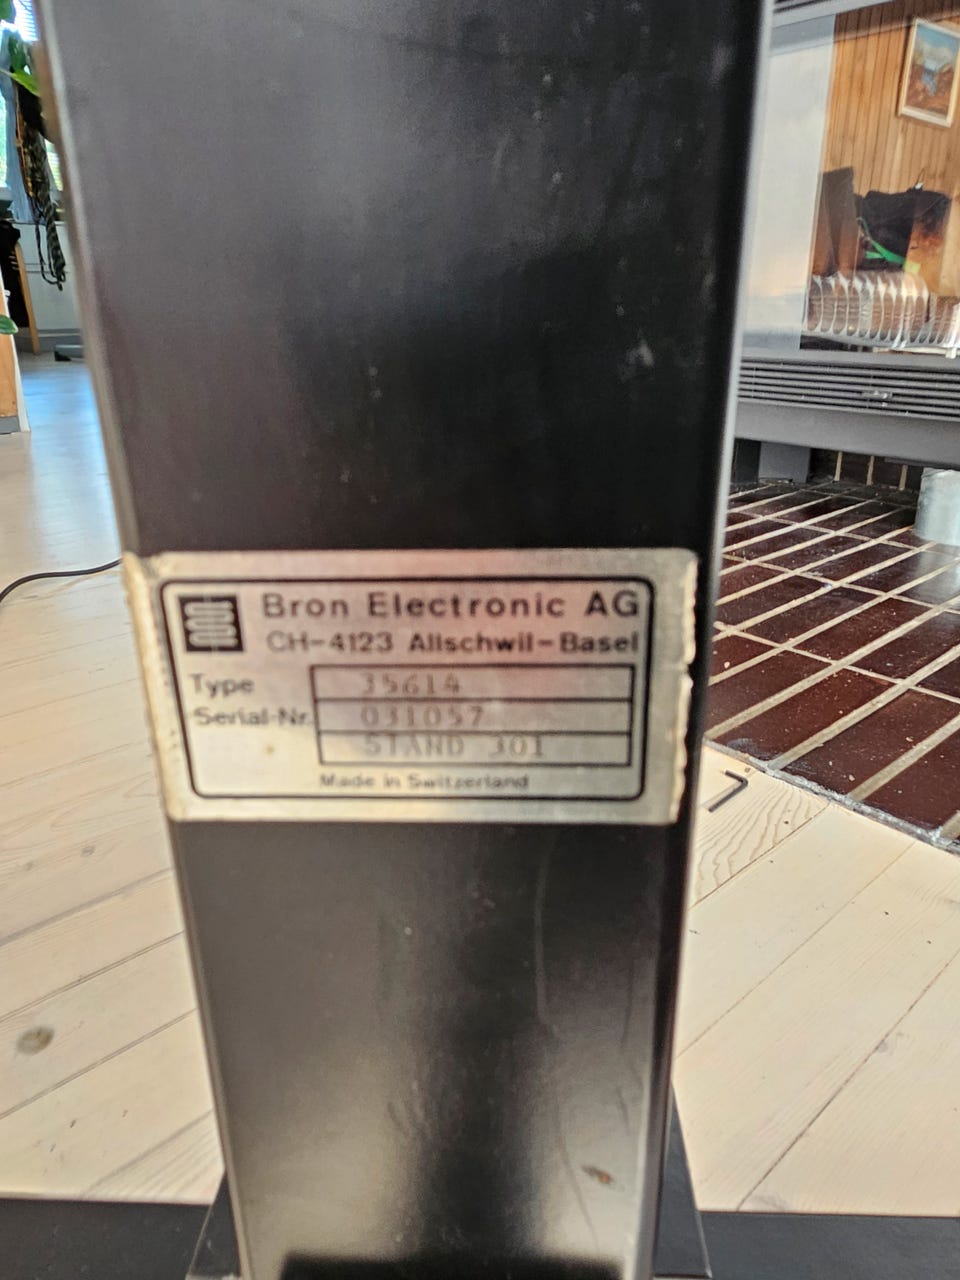 Bron Electronic AG
CH-4123 Allschwil-Basel
Type 35614
Serial-Nr. 031057
STAND 301
Made in Switzerland